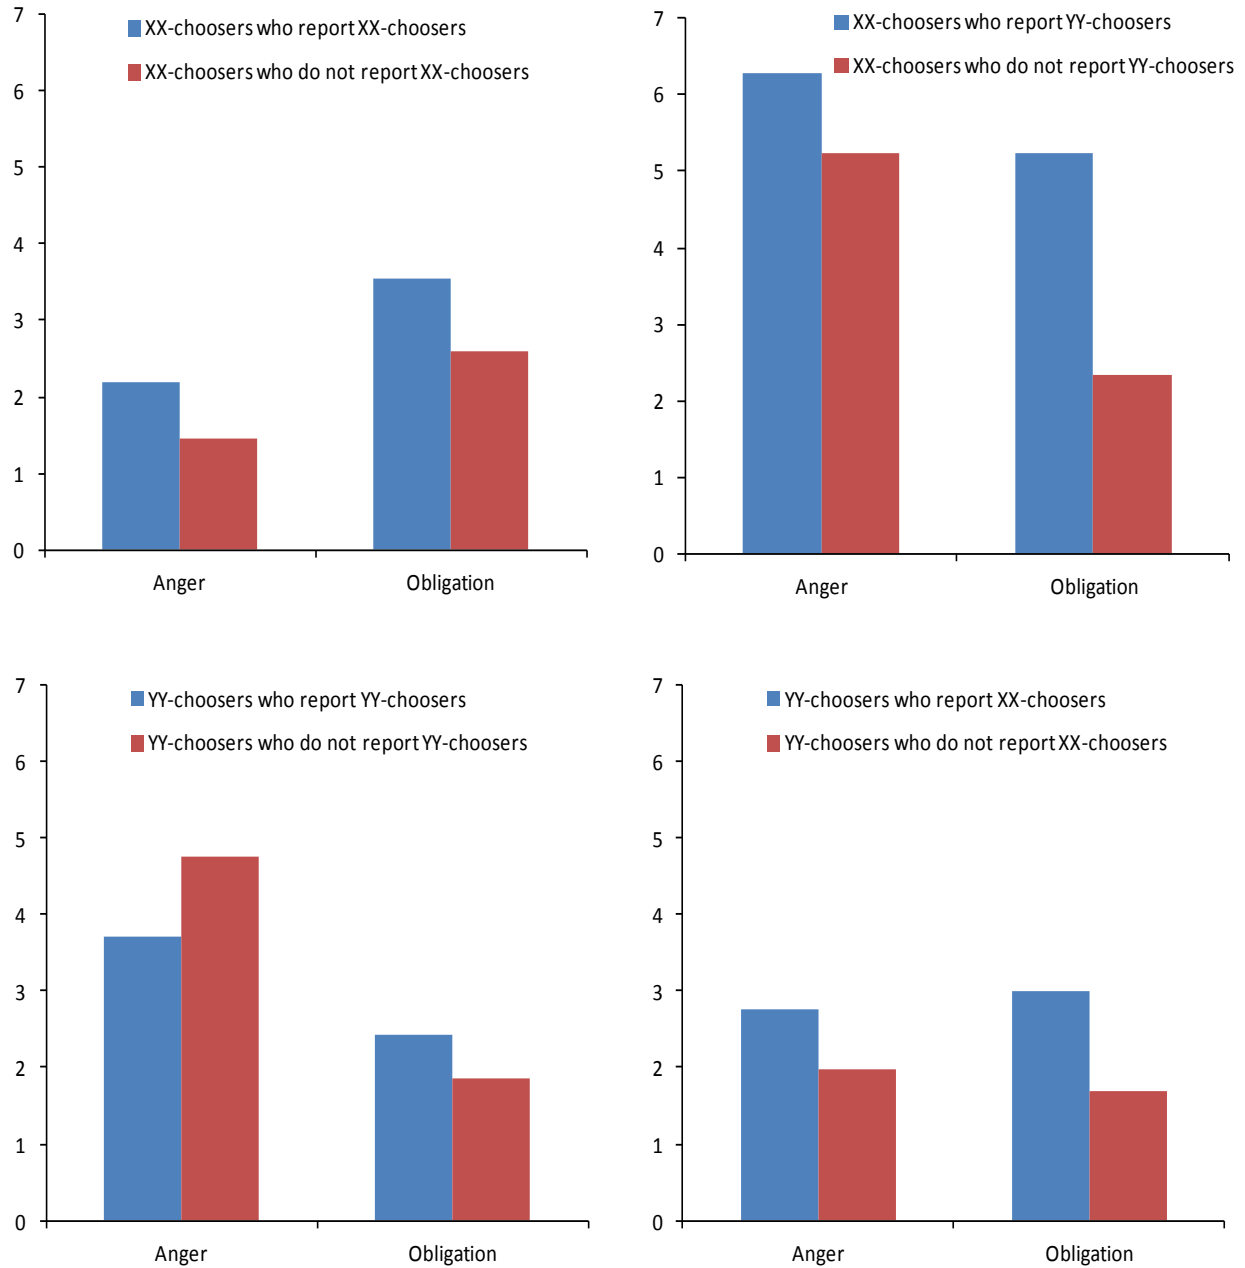 7
6
5
4
3
2
1
0
XX-choosers who report XX-choosers
XX-choosers who do not report XX-choosers
Anger
Obligation
7
6
5
4
3
2
1
0
XX-choosers who report YY-choosers
XX-choosers who do not report YY-choosers
Anger
Obligation
7
6
5
4
3
2
1
0
YY-choosers who report YY-choosers
YY-choosers who do not report YY-choosers
Anger
Obligation
7
6
5
4
3
2
1
0
YY-choosers who report XX-choosers
YY-choosers who do not report XX-choosers
Anger
Obligation